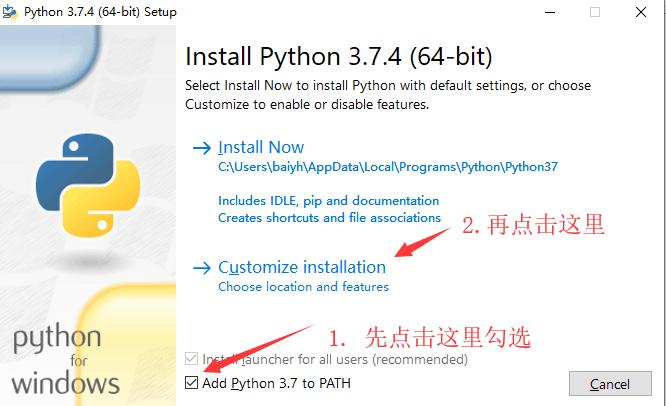 Python 3.7.4 (64-bit) Setup
Install Python 3.7.4 (64-bit)
Select Install Now to install Python with default settings, or choose
Customize to enable or disable features.
Install Now
C:\Users\baiyh\AppData\Local\Programs\Python\Python37
Includes IDLE, pip and documentation
Creates shortcuts and file associations
2.再点击这里
Customize installation
Choose location and features
1. 先点击这里勾选
Install launcher for all users (recommended)
Add Python 3.7 to PATH
Cancel
python
for
windows